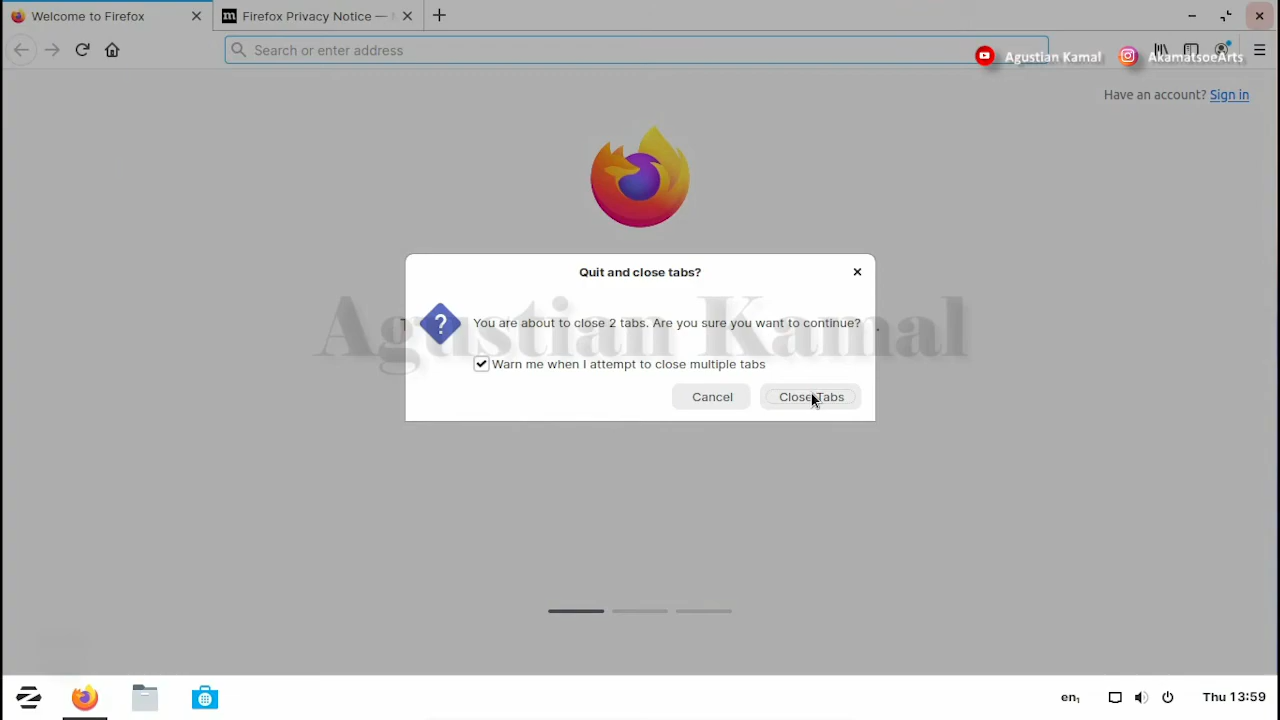 Welcome to Firefox
m Firefox Privacy Notice —
Search or enter address
Agustian Kamal
AkamatsoeArts
Have an account? Sign in
Quit and close tabs?
You are about to close 2 tabs. Are you sure you want to continue?
Agustian Kamal
Warn me when I attempt to close multiple tabs
Cancel
Close Tabs
en1
Thu 13:59